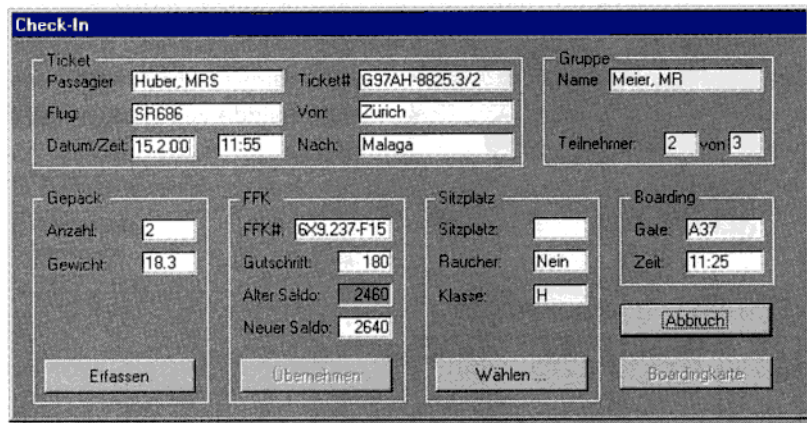 Check-In
Ticket
Passagier Huber, MRS Ticket# G97AH-8825.3/2
Flug: SR686 Von: Zürich
Datum/Zeit: 15.2.00 11:55 Nach: Malaga
Gruppe
Name Meier, MR
Teilnehmer: 2 von 3
Gepäck
Anzahl: 2
Gewicht: 18.3
Erfassen
FFK
FFK#: 6X9.237-F15
Gutschrift: 180
Alter Saldo: 2460
Neuer Saldo: 2640
Übernehmen
Sitzplatz
Sitzplatz:
Raucher: Nein
Klasse: H
Wählen ...
Boarding
Gate: A37
Zeit: 11:25
Abbruch
Boardingkarte